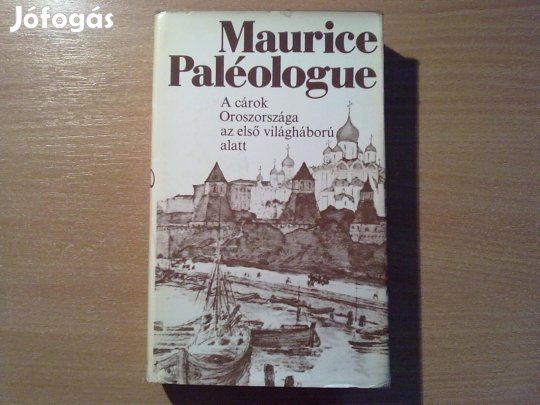 Jófogás
Maurice
Paléologue
A cárok
Oroszországa
az első világháború
alatt